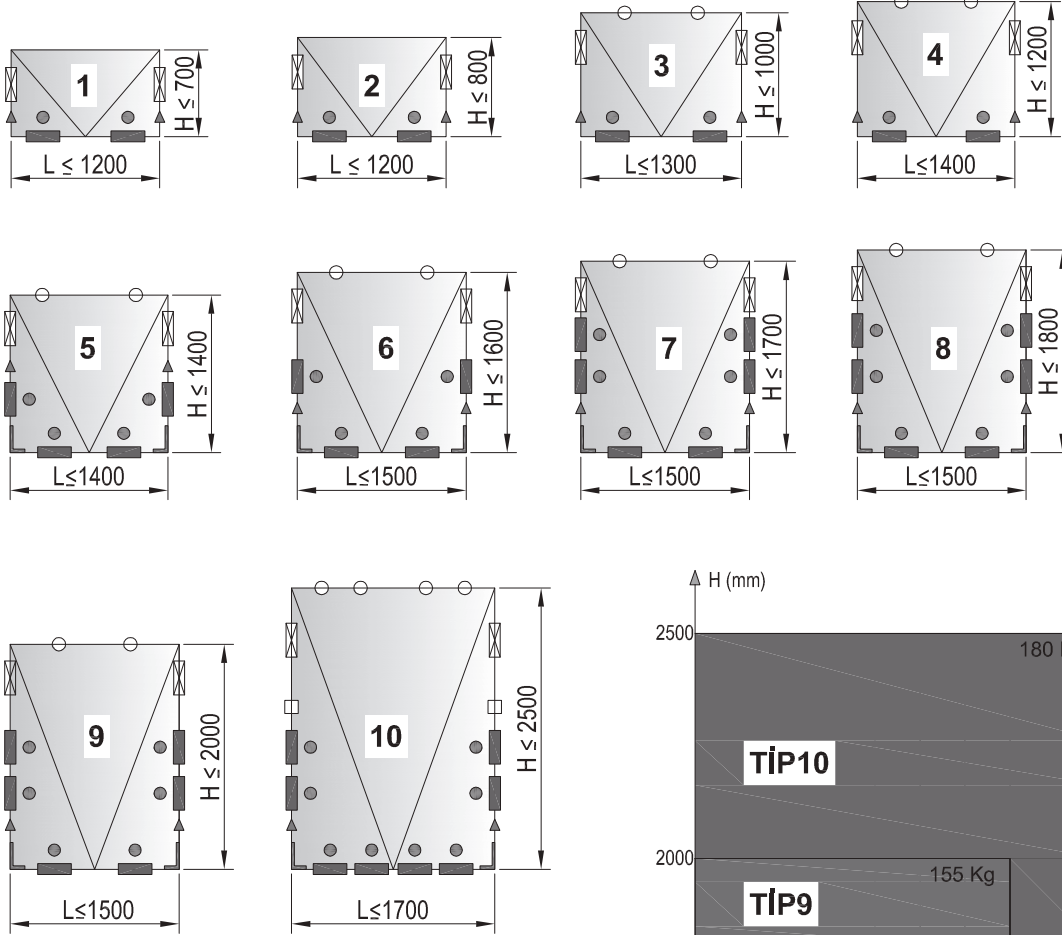 1
H ≤ 700
L ≤ 1200
2
H ≤ 800
L ≤ 1200
3
H ≤ 1000
L≤1300
4
H ≤ 1200
L≤1400
5
H ≤ 1400
L≤1400
6
H ≤ 1600
L≤1500
7
H ≤ 1700
L≤1500
8
H ≤ 1800
L≤1500
9
H ≤ 2000
L≤1500
10
H ≤ 2500
L≤1700
H (mm)
2500
180
TİP10
2000
155 Kg
TİP9